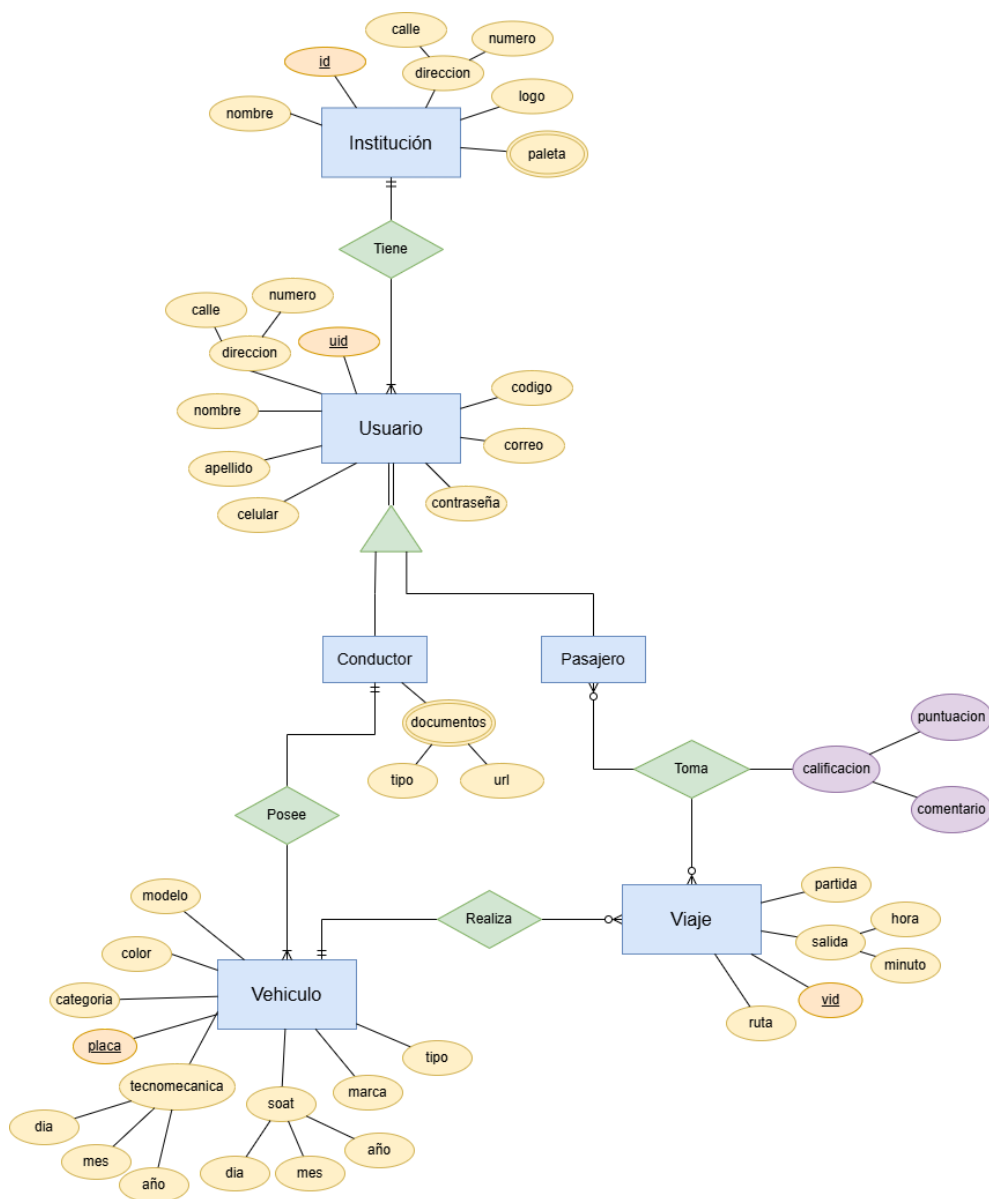 calle
numero
id
direccion
logo
nombre
Institución
paleta
Tiene
numero
calle
uid
direccion
codigo
nombre
Usuario
correo
apellido
contraseña
celular
Conductor
Pasajero
puntuacion
documentos
Toma
calificacion
tipo
url
comentario
Posee
modelo
partida
Realiza
Viaje
hora
color
salida
minuto
categoria
Vehiculo
vid
ruta
placa
tipo
tecnomecanica
marca
soat
dia
año
mes
dia
mes
año